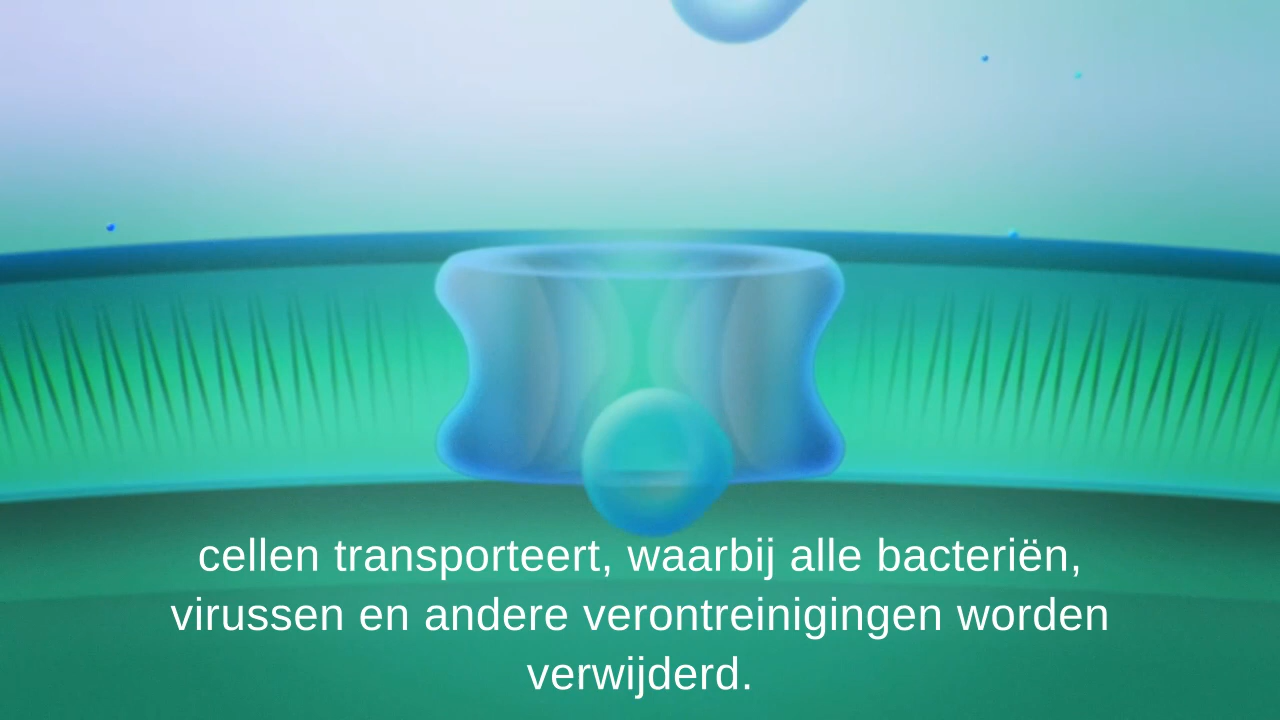 cellen transporteert, waarbij alle bacteriën,
virussen en andere verontreinigingen worden
verwijderd.